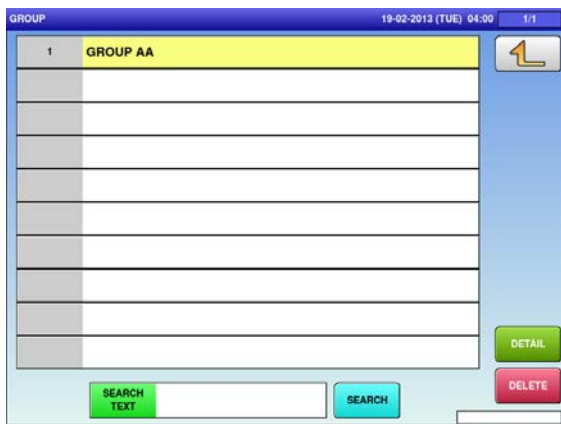 GROUP 19-02-2013 (TUE) 04:00 1/1
1 GROUP AA
DETAIL
DELETE
SEARCH
TEXT
SEARCH